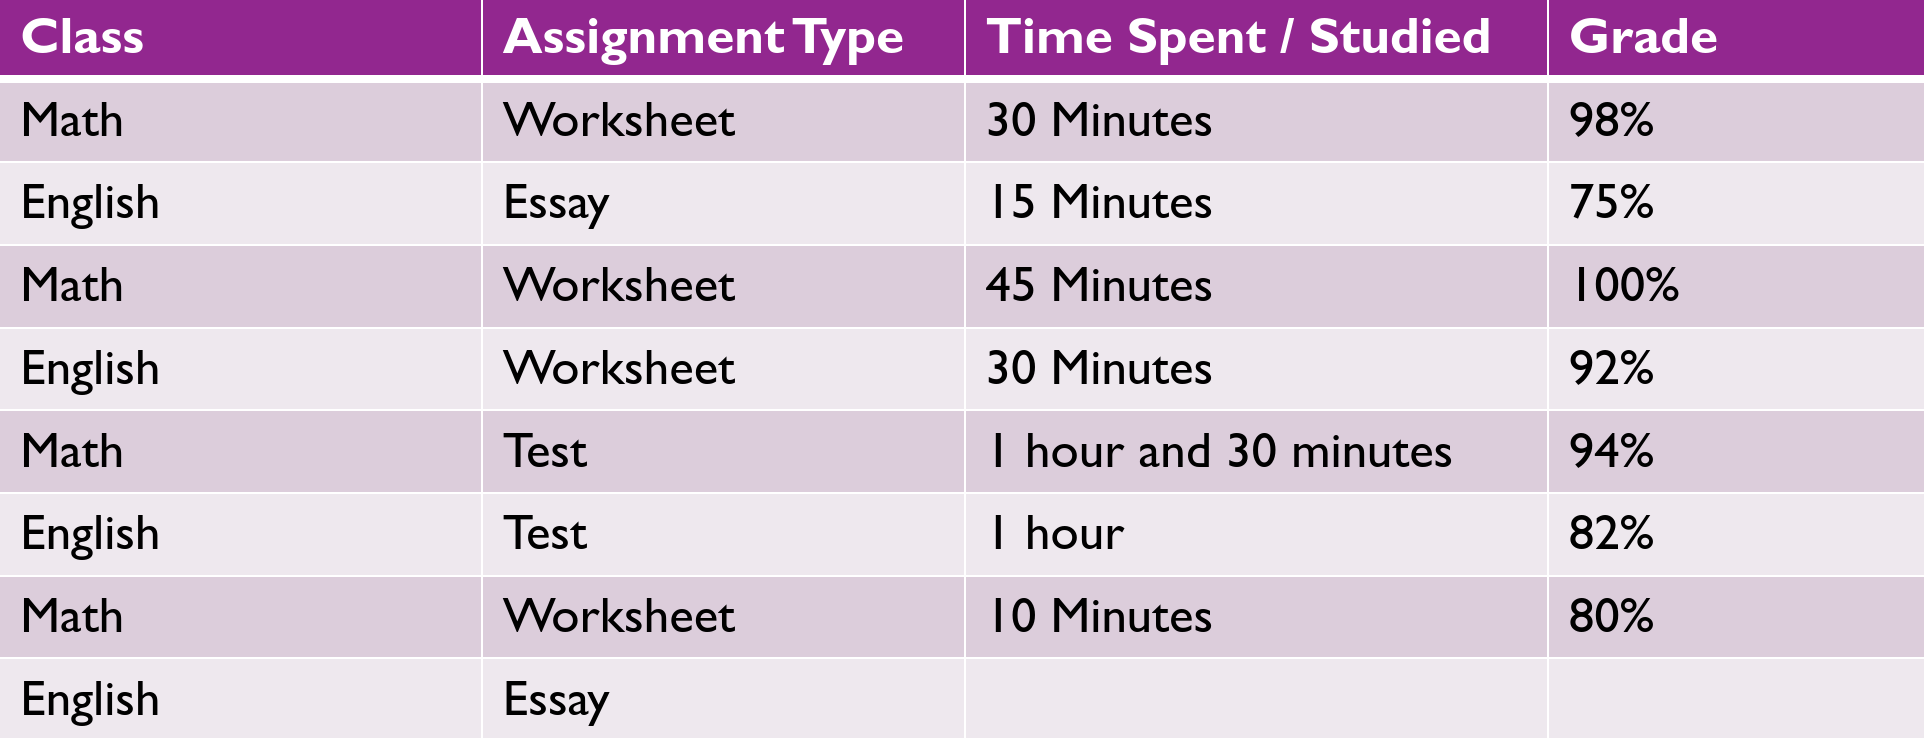 Class Assignment Type Time Spent / Studied Grade
Math Worksheet 30 Minutes 98%
English Essay 15 Minutes 75%
Math Worksheet 45 Minutes 100%
English Worksheet 30 Minutes 92%
Math Test 1 hour and 30 minutes 94%
English Test 1 hour 82%
Math Worksheet 10 Minutes 80%
English Essay